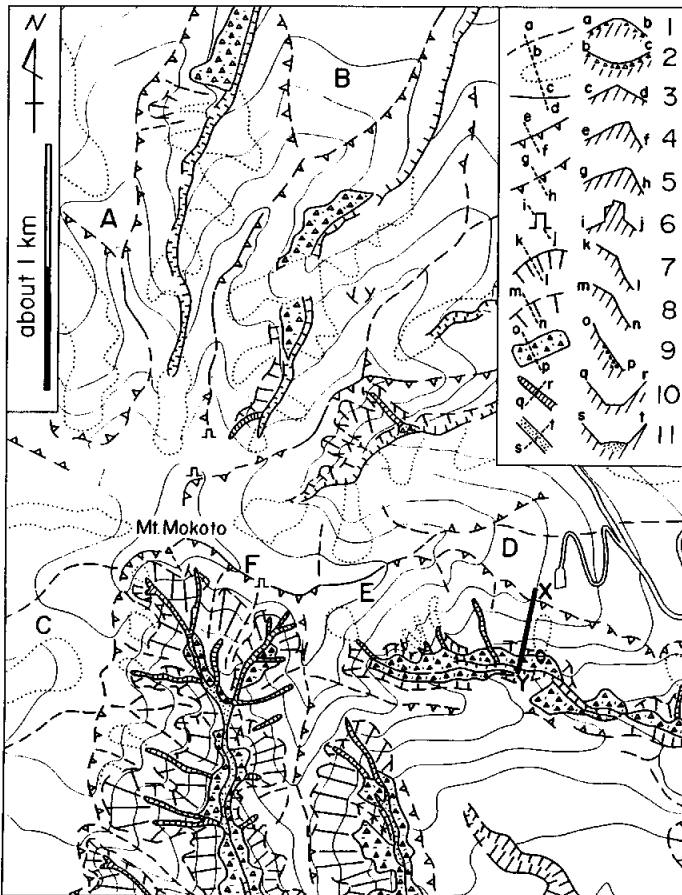 N
about 1 km
A
B
C
D
E
F
Mt. Mokoto
X
Y
a
b
c
d
a b 1
b c 2
c d 3
e
f
e f 4
g
h
g h 5
i
j
i j 6
k
l
k l 7
m
n
m n 8
o
p
o p 9
q r
q r 10
s t
s t 11